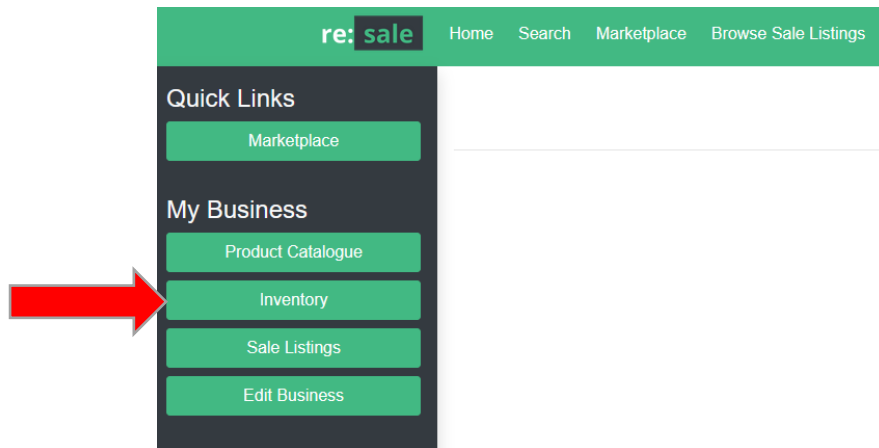 re: sale Home Search Marketplace Browse Sale Listings
Quick Links
Marketplace
My Business
Product Catalogue
Inventory
Sale Listings
Edit Business